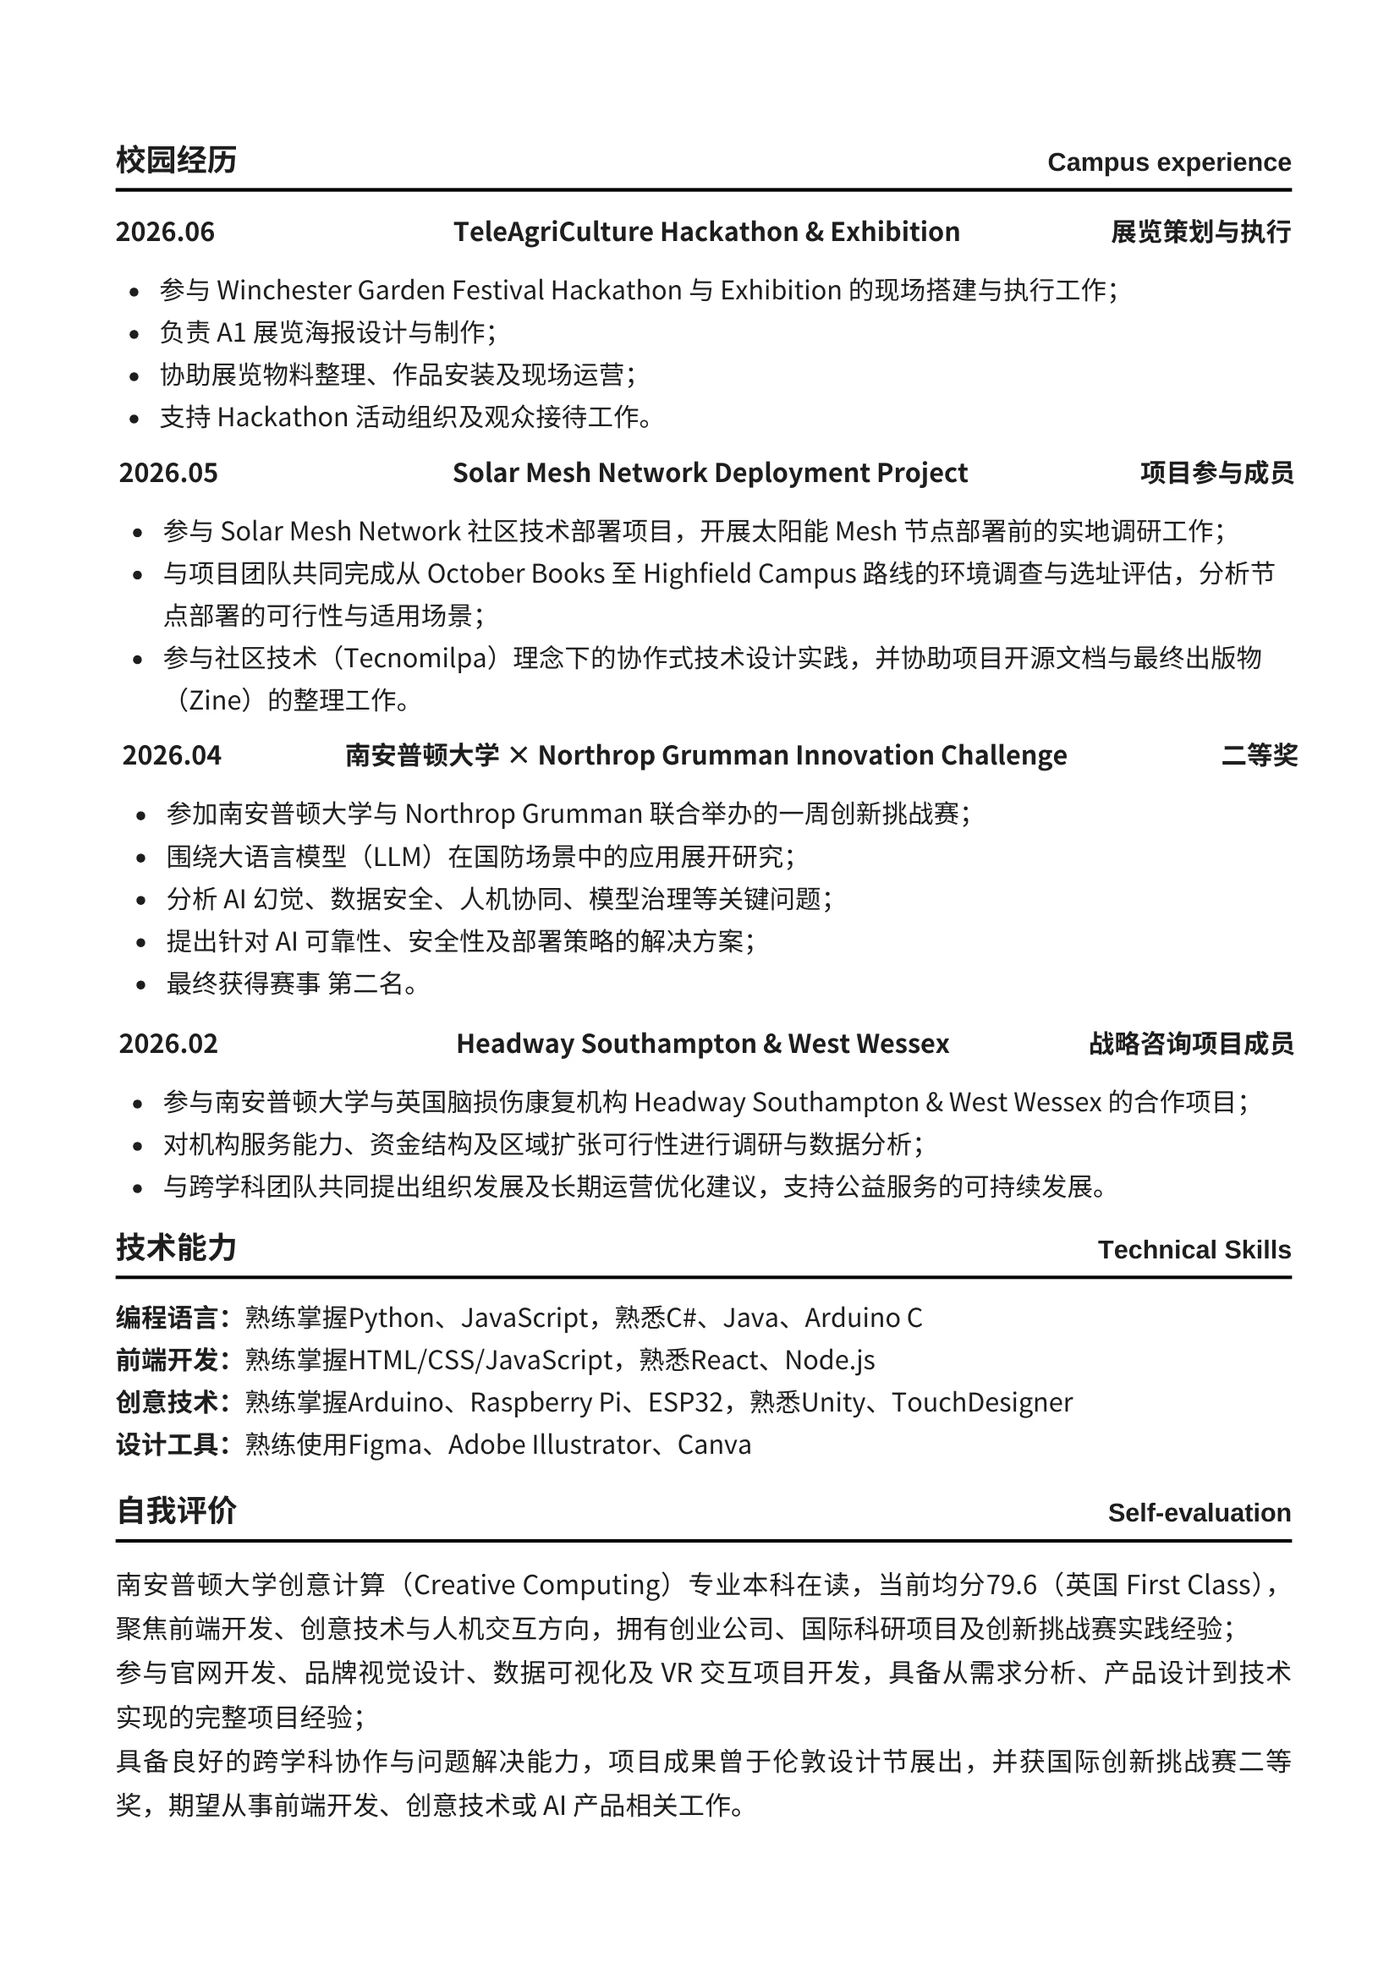 校园经历 Campus experience
2026.06 TeleAgriCulture Hackathon & Exhibition 展览策划与执行
• 参与 Winchester Garden Festival Hackathon 与 Exhibition 的现场搭建与执行工作；
• 负责 A1 展览海报设计与制作；
• 协助展览物料整理、作品安装及现场运营；
• 支持 Hackathon 活动组织及观众接待工作。
2026.05 Solar Mesh Network Deployment Project 项目参与成员
• 参与 Solar Mesh Network 社区技术部署项目，开展太阳能 Mesh 节点部署前的实地调研工作；
• 与项目团队共同完成从 October Books 至 Highfield Campus 路线的环境调查与选址评估，分析节
点部署的可行性与适用场景；
• 参与社区技术（Tecnomilpa）理念下的协作式技术设计实践，并协助项目开源文档与最终出版物
（Zine）的整理工作。
2026.04 南安普顿大学 × Northrop Grumman Innovation Challenge 二等奖
• 参加南安普顿大学与 Northrop Grumman 联合举办的一周创新挑战赛；
• 围绕大语言模型（LLM）在国防场景中的应用展开研究；
• 分析 AI 幻觉、数据安全、人机协同、模型治理等关键问题；
• 提出针对 AI 可靠性、安全性及部署策略的解决方案；
• 最终获得赛事 第二名。
2026.02 Headway Southampton & West Wessex 战略咨询项目成员
• 参与南安普顿大学与英国脑损伤康复机构 Headway Southampton & West Wessex 的合作项目；
• 对机构服务能力、资金结构及区域扩张可行性进行调研与数据分析；
• 与跨学科团队共同提出组织发展及长期运营优化建议，支持公益服务的可持续发展。
技术能力 Technical Skills
编程语言：熟练掌握Python、JavaScript，熟悉C#、Java、Arduino C
前端开发：熟练掌握HTML/CSS/JavaScript，熟悉React、Node.js
创意技术：熟练掌握Arduino、Raspberry Pi、ESP32，熟悉Unity、TouchDesigner
设计工具：熟练使用Figma、Adobe Illustrator、Canva
自我评价 Self-evaluation
南安普顿大学创意计算（Creative Computing）专业本科在读，当前均分79.6（英国 First Class），
聚焦前端开发、创意技术与人机交互方向，拥有创业公司、国际科研项目及创新挑战赛实践经验；
参与官网开发、品牌视觉设计、数据可视化及 VR 交互项目开发，具备从需求分析、产品设计到技术
实现的完整项目经验；
具备良好的跨学科协作与问题解决能力，项目成果曾于伦敦设计节展出，并获国际创新挑战赛二等
奖，期望从事前端开发、创意技术或 AI 产品相关工作。